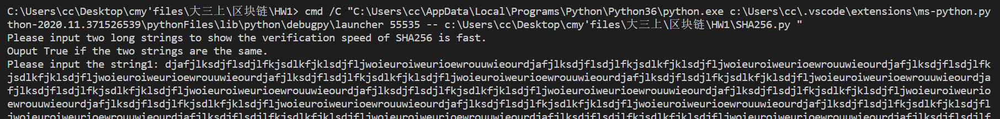 C:\Users\cc\Desktop\cmy'files\大三上\区块链\HW1> cmd /C "C:\Users\cc\AppData\Local\Programs\Python\Python36\python.exe c:\Users\cc\.vscode\extensions\ms-python.py
thon-2020.11.371526539\pythonFiles\lib\python\debugpy\launcher 55535 -- c:\Users\cc\Desktop\cmy'files\大三上\区块链\HW1\SHA256.py "
Please input two long strings to show the verification speed of SHA256 is fast.
Ouput True if the two strings are the same.
Please input the string1: djafjlksdjflsdjlfkjsdlkfjklsdjfljwoieuroiweurioewrouuwieourdjafjlksdjflsdjlfkjsdlkfjklsdjfljwoieuroiweurioewrouuwieourdjafjlksdjflsdjlfk
jsdlkfjklsdjfljwoieuroiweurioewrouuwieourdjafjlksdjflsdjlfkjsdlkfjklsdjfljwoieuroiweurioewrouuwieourdjafjlksdjflsdjlfkjsdlkfjklsdjfljwoieuroiweurioewrouuwieourdja
fjlksdjflsdjlfkjsdlkfjklsdjfljwoieuroiweurioewrouuwieourdjafjlksdjflsdjlfkjsdlkfjklsdjfljwoieuroiweurioewrouuwieourdjafjlksdjflsdjlfkjsdlkfjklsdjfljwoieuroiweurio
ewrouuwieourdjafjlksdjflsdjlfkjsdlkfjklsdjfljwoieuroiweurioewrouuwieourdjafjlksdjflsdjlfkjsdlkfjklsdjfljwoieuroiweurioewrouuwieourdjafjlksdjflsdjlfkjsdlkfjklsdjfl
jwoieuroiweurioewrouuwieourdjafjlksdjflsdjlfkjsdlkfjklsdjfljwoieuroiweurioewrouuwieourdjafjlksdjflsdjlfkjsdlkfjklsdjfljwoieuroiweurioewrouuwieourdjafjlksdjflsdjlf